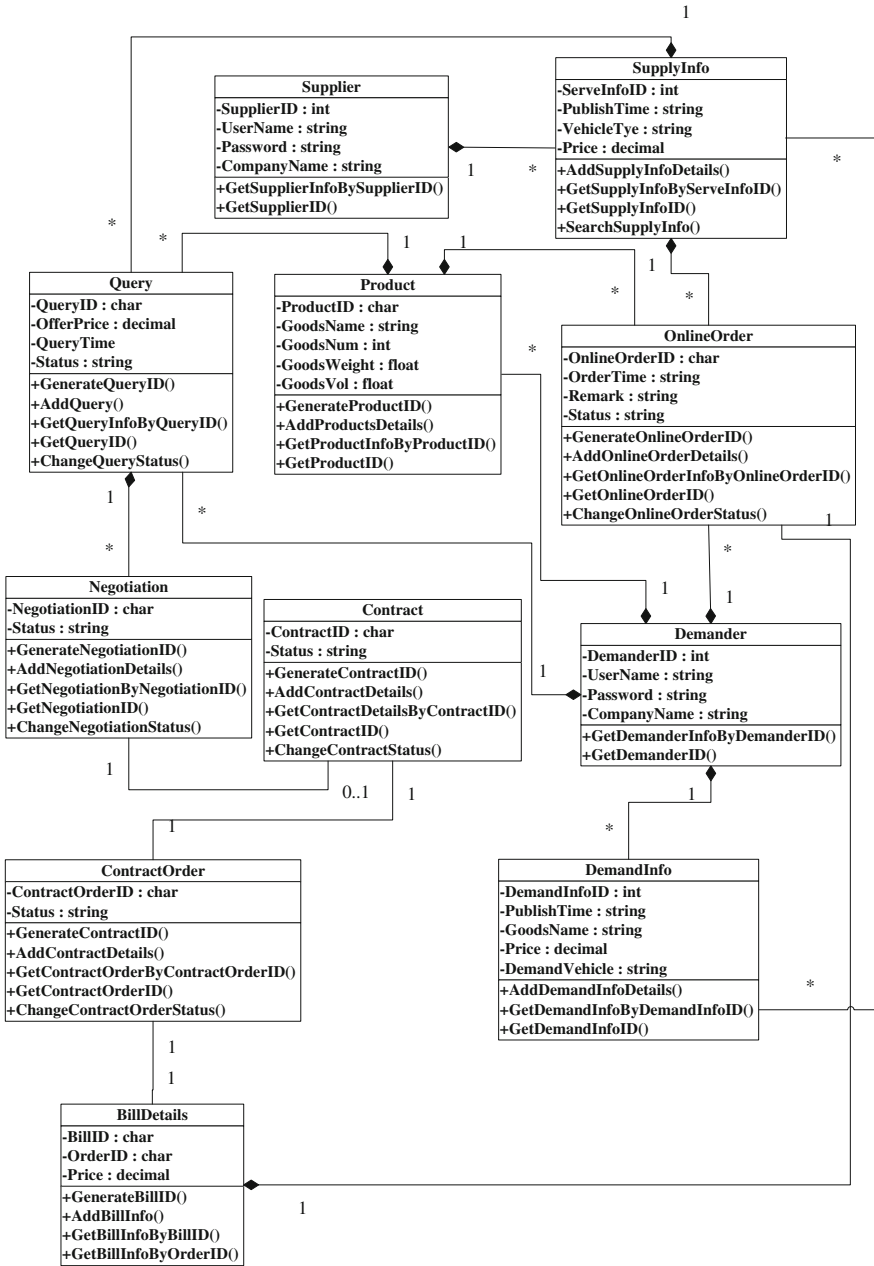 1
SupplyInfo
-ServeInfoID : int
-PublishTime : string
-VehicleTye : string
-Price : decimal
+AddSupplyInfoDetails()
+GetSupplyInfoByServeInfoID()
+GetSupplyInfoID()
+SearchSupplyInfo()
Supplier
-SupplierID : int
-UserName : string
-Password : string
-CompanyName : string
+GetSupplierInfoBySupplierID()
+GetSupplierID()
1
*
*
*
*
1
1
1
*
*
Query
-QueryID : char
-OfferPrice : decimal
-QueryTime
-Status : string
+GenerateQueryID()
+AddQuery()
+GetQueryInfoByQueryID()
+GetQueryID()
+ChangeQueryStatus()
Product
-ProductID : char
-GoodsName : string
-GoodsNum : int
-GoodsWeight : float
-GoodsVol : float
+GenerateProductID()
+AddProductsDetails()
+GetProductInfoByProductID()
+GetProductID()
*
OnlineOrder
-OnlineOrderID : char
-OrderTime : string
-Remark : string
-Status : string
+GenerateOnlineOrderID()
+AddOnlineOrderDetails()
+GetOnlineOrderInfoByOnlineOrderID()
+GetOnlineOrderID()
+ChangeOnlineOrderStatus()
1
1
*
*
*
1
1
Negotiation
-NegotiationID : char
-Status : string
+GenerateNegotiationID()
+AddNegotiationDetails()
+GetNegotiationByNegotiationID()
+GetNegotiationID()
+ChangeNegotiationStatus()
Contract
-ContractID : char
-Status : string
+GenerateContractID()
+AddContractDetails()
+GetContractDetailsByContractID()
+GetContractID()
+ChangeContractStatus()
Demander
-DemanderID : int
-UserName : string
-Password : string
-CompanyName : string
+GetDemanderInfoByDemanderID()
+GetDemanderID()
1
1
0..1
1
1
1
*
ContractOrder
-ContractOrderID : char
-Status : string
+GenerateContractID()
+AddContractDetails()
+GetContractOrderByContractOrderID()
+GetContractOrderID()
+ChangeContractOrderStatus()
DemandInfo
-DemandInfoID : int
-PublishTime : string
-GoodsName : string
-Price : decimal
-DemandVehicle : string
+AddDemandInfoDetails()
+GetDemandInfoByDemandInfoID()
+GetDemandInfoID()
*
1
1
BillDetails
-BillID : char
-OrderID : char
-Price : decimal
+GenerateBillID()
+AddBillInfo()
+GetBillInfoByBillID()
+GetBillInfoByOrderID()
1